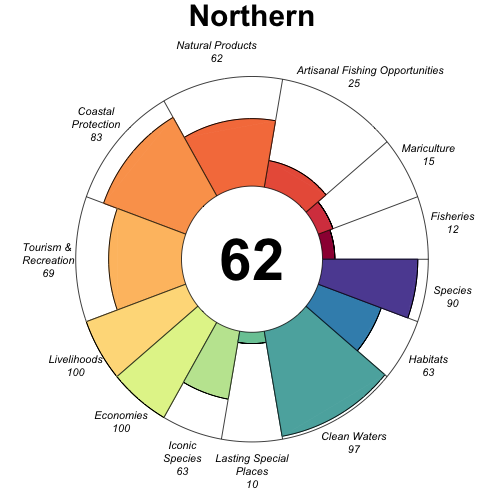 Northern
Natural Products
62
Artisanal Fishing Opportunities
25
Mariculture
15
Fisheries
12
Species
90
Habitats
63
Clean Waters
97
Lasting Special
Places
10
Iconic
Species
63
Economies
100
Livelihoods
100
Tourism &
Recreation
69
Coastal
Protection
83
62